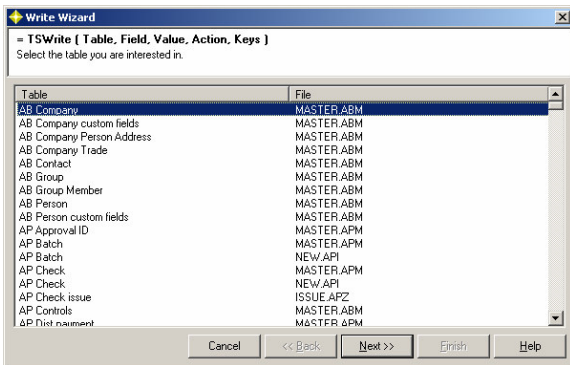 Write Wizard
= TSWrite ( Table, Field, Value, Action, Keys )
Select the table you are interested in.
Table File
AB Company MASTER.ABM
AB Company custom fields MASTER.ABM
AB Company Person Address MASTER.ABM
AB Company Trade MASTER.ABM
AB Contact MASTER.ABM
AB Group MASTER.ABM
AB Group Member MASTER.ABM
AB Person MASTER.ABM
AB Person custom fields MASTER.ABM
AP Approval ID MASTER.APM
AP Batch MASTER.APM
AP Batch NEW.API
AP Check MASTER.APM
AP Check NEW.API
AP Check issue ISSUE.APZ
AP Controls MASTER.ABM
AP Dist payment MASTER.APM
Cancel << Back Next >> Finish Help